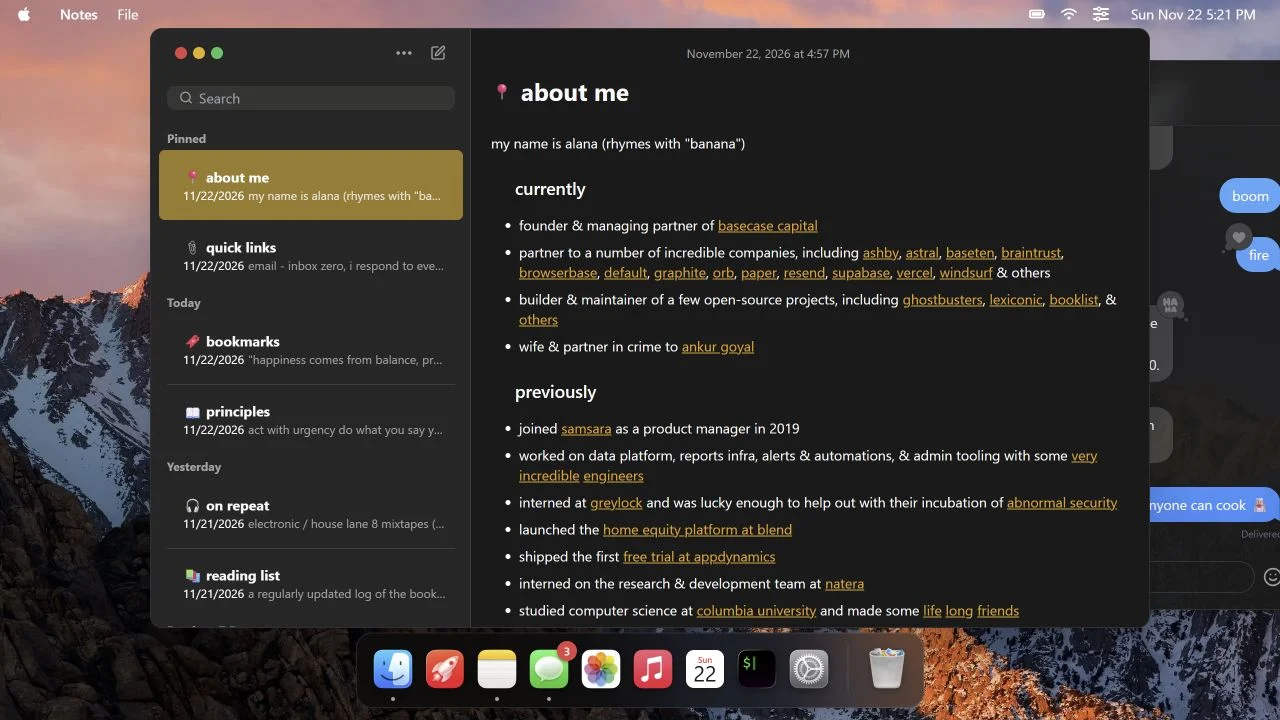 Notes File Sun Nov 22 5:21 PM
Search
Pinned
about me
11/22/2026 my name is alana (rhymes with "ba...
quick links
11/22/2026 email - inbox zero, i respond to eve...
Today
bookmarks
11/22/2026 "happiness comes from balance, pr...
principles
11/22/2026 act with urgency do what you say y...
Yesterday
on repeat
11/21/2026 electronic / house lane 8 mixtapes (...
reading list
11/21/2026 a regularly updated log of the book...
November 22, 2026 at 4:57 PM
about me
my name is alana (rhymes with "banana")
currently
• founder & managing partner of basecase capital
• partner to a number of incredible companies, including ashby, astral, baseten, braintrust,
browserbase, default, graphite, orb, paper, resend, supabase, vercel, windsurf & others
• builder & maintainer of a few open-source projects, including ghostbusters, lexiconic, booklist, &
others
• wife & partner in crime to ankur goyal
previously
• joined samsara as a product manager in 2019
• worked on data platform, reports infra, alerts & automations, & admin tooling with some very
incredible engineers
• interned at greylock and was lucky enough to help out with their incubation of abnormal security
• launched the home equity platform at blend
• shipped the first free trial at appdynamics
• interned on the research & development team at natera
• studied computer science at columbia university and made some life long friends
boom
fire
HA
HA
e
0.
n
nyone can cook
Delivered
3
Sun
22
$